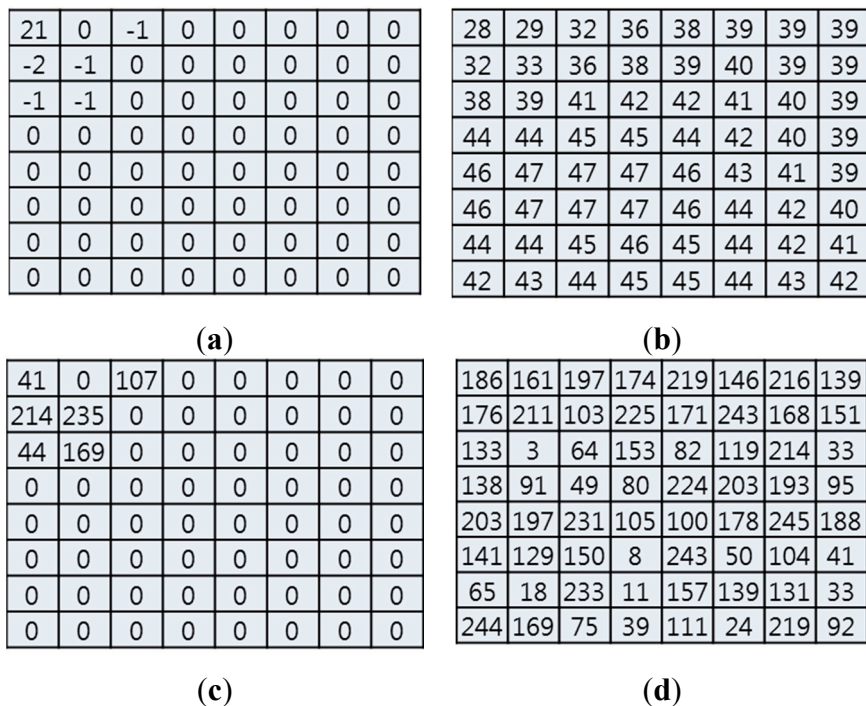 21 0 -1 0 0 0 0 0
-2 -1 0 0 0 0 0 0
-1 -1 0 0 0 0 0 0
0 0 0 0 0 0 0 0
0 0 0 0 0 0 0 0
0 0 0 0 0 0 0 0
0 0 0 0 0 0 0 0
0 0 0 0 0 0 0 0
(a)
28 29 32 36 38 39 39 39
32 33 36 38 39 40 39 39
38 39 41 42 42 41 40 39
44 44 45 45 44 42 40 39
46 47 47 47 46 43 41 39
46 47 47 47 46 44 42 40
44 44 45 46 45 44 42 41
42 43 44 45 45 44 43 42
(b)
41 0 107 0 0 0 0 0
214 235 0 0 0 0 0 0
44 169 0 0 0 0 0 0
0 0 0 0 0 0 0 0
0 0 0 0 0 0 0 0
0 0 0 0 0 0 0 0
0 0 0 0 0 0 0 0
0 0 0 0 0 0 0 0
(c)
186 161 197 174 219 146 216 139
176 211 103 225 171 243 168 151
133 3 64 153 82 119 214 33
138 91 49 80 224 203 193 95
203 197 231 105 100 178 245 188
141 129 150 8 243 50 104 41
65 18 233 11 157 139 131 33
244 169 75 39 111 24 219 92
(d)